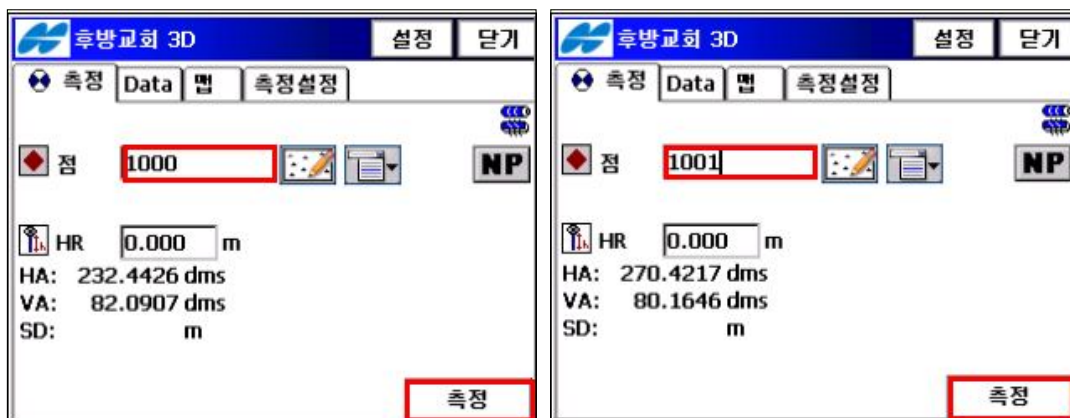 후방교회 3D 설정 닫기
측정 Data 맵 측정설정
점 1000 NP
HR 0.000 m
HA: 232.4426 dms
VA: 82.0907 dms
SD: m
측정
후방교회 3D 설정 닫기
측정 Data 맵 측정설정
점 1001 NP
HR 0.000 m
HA: 270.4217 dms
VA: 80.1646 dms
SD: m
측정